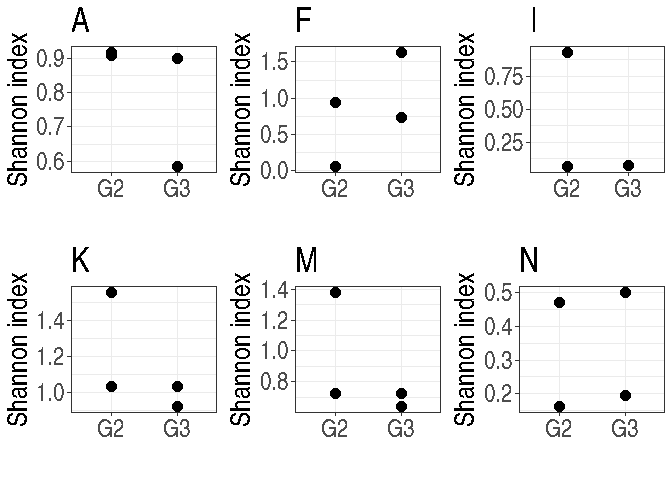 A
Shannon index
0.9
0.8
0.7
0.6
G2 G3
F
Shannon index
1.5
1.0
0.5
0.0
G2 G3
I
Shannon index
0.75
0.50
0.25
G2 G3
K
Shannon index
1.4
1.2
1.0
G2 G3
M
Shannon index
1.4
1.2
1.0
0.8
G2 G3
N
Shannon index
0.5
0.4
0.3
0.2
G2 G3